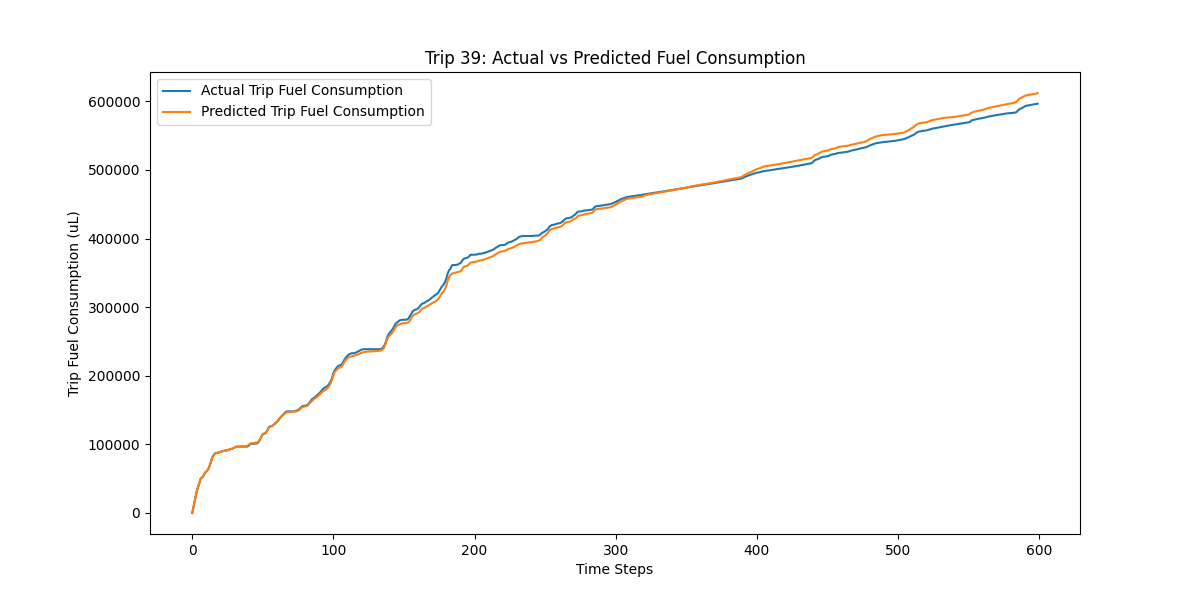 Trip 39: Actual vs Predicted Fuel Consumption
Actual Trip Fuel Consumption
Predicted Trip Fuel Consumption
Trip Fuel Consumption (uL)
600000
500000
400000
300000
200000
100000
0
0 100 200 300 400 500 600
Time Steps